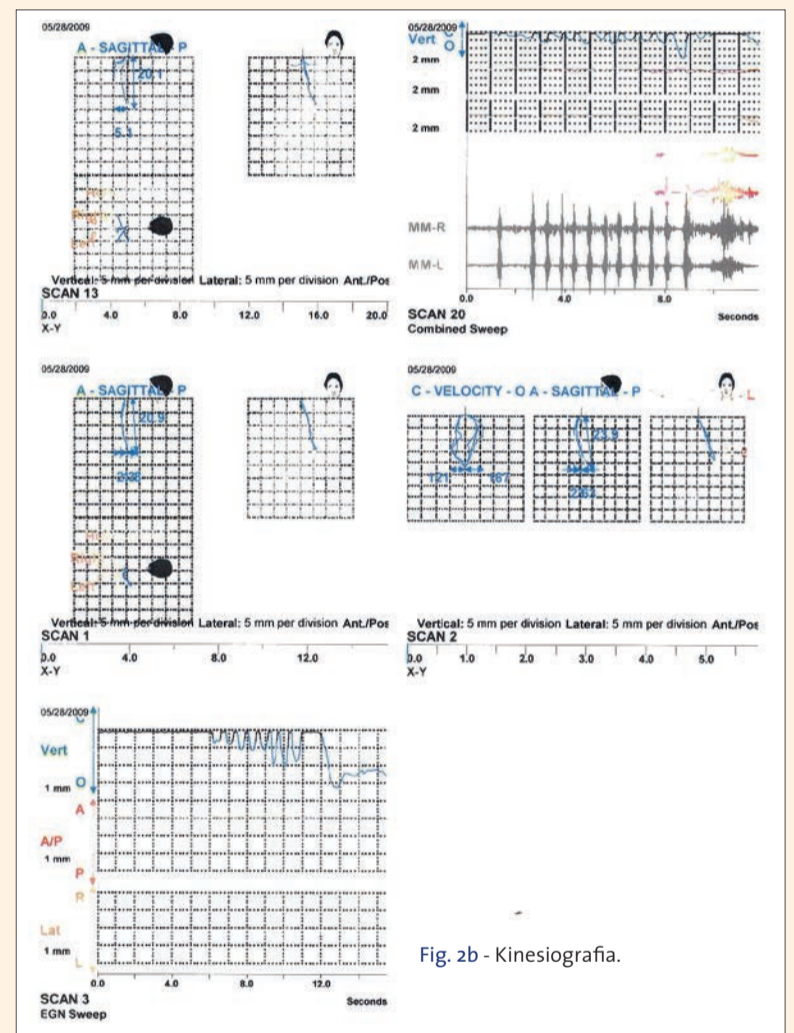 05/28/2009
A - SAGITTAL - P
20.1
5.1
Left
Vertical: 5 mm per division Lateral: 5 mm per division Ant./Pos
SCAN 13
0.0 4.0 8.0 12.0 16.0 20.0
X-Y
05/28/2009
Vert C
O
2 mm
2 mm
2 mm
MM-R
MM-L
0.0 4.0 8.0
SCAN 20 Seconds
Combined Sweep
05/28/2009
A - SAGITTAL - P
20.9
Vertical: 5 mm per division Lateral: 5 mm per division Ant./Pos
SCAN 1
0.0 4.0 8.0 12.0
X-Y
05/28/2009
C - VELOCITY - O A - SAGITTAL - P - L
121 167
23.9
Vertical: 5 mm per division Lateral: 5 mm per division Ant./Pos
SCAN 2
0.0 1.0 2.0 3.0 4.0 5.0
X-Y
05/28/2009
C
Vert
1 mm O
A
A/P
1 mm
P
R
Lat
1 mm
L
0.0 4.0 8.0 12.0
SCAN 3 Seconds
EGN Sweep
Fig. 2b - Kinesiografia.